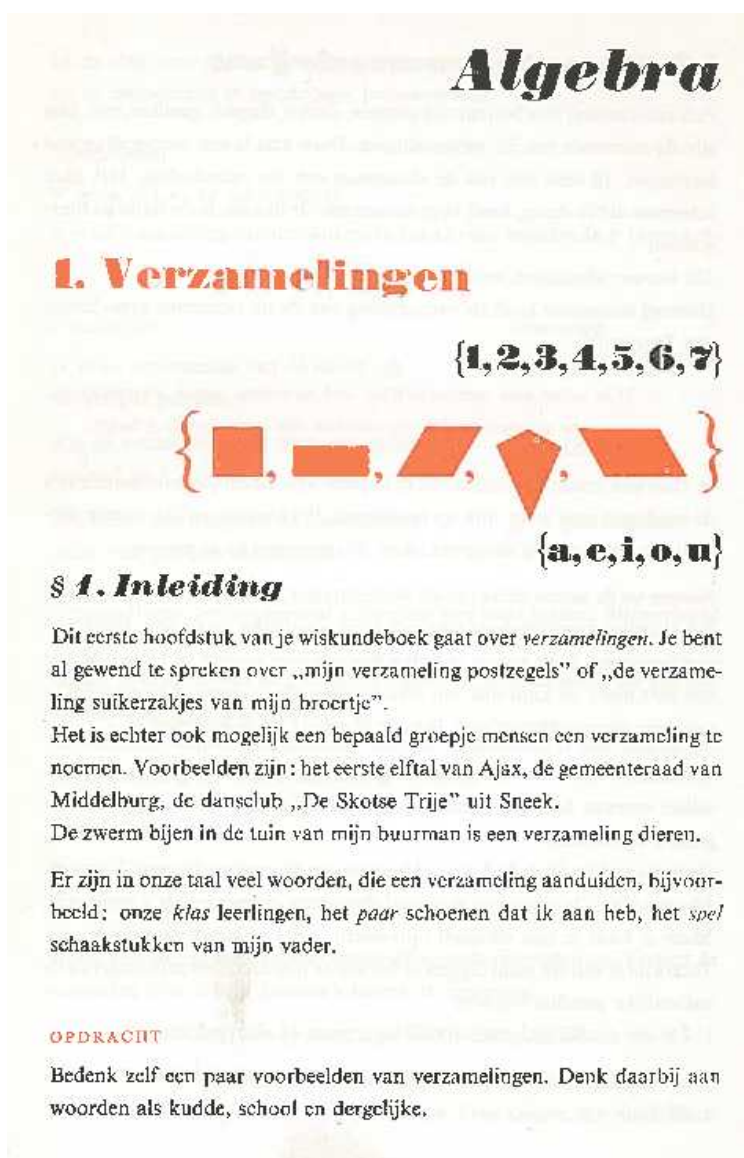 Algebra
1. Verzamelingen
{1,2,3,4,5,6,7}
{ , , , , }
{a,e,i,o,u}
§ 1. Inleiding
Dit eerste hoofdstuk van je wiskundeboek gaat over verzamelingen. Je bent
al gewend te spreken over „mijn verzameling postzegels” of „de verzame-
ling suikerzakjes van mijn broertje”.
Het is echter ook mogelijk een bepaald groepje mensen een verzameling te
noemen. Voorbeelden zijn: het eerste elftal van Ajax, de gemeenteraad van
Middelburg, de dansclub „De Skotse Trije” uit Sneek.
De zwerm bijen in de tuin van mijn buurman is een verzameling dieren.
Er zijn in onze taal veel woorden, die een verzameling aanduiden, bijvoor-
beeld: onze klas leerlingen, het paar schoenen dat ik aan heb, het spel
schaakstukken van mijn vader.
OPDRACHT
Bedenk zelf een paar voorbeelden van verzamelingen. Denk daarbij aan
woorden als kudde, school en dergelijke.